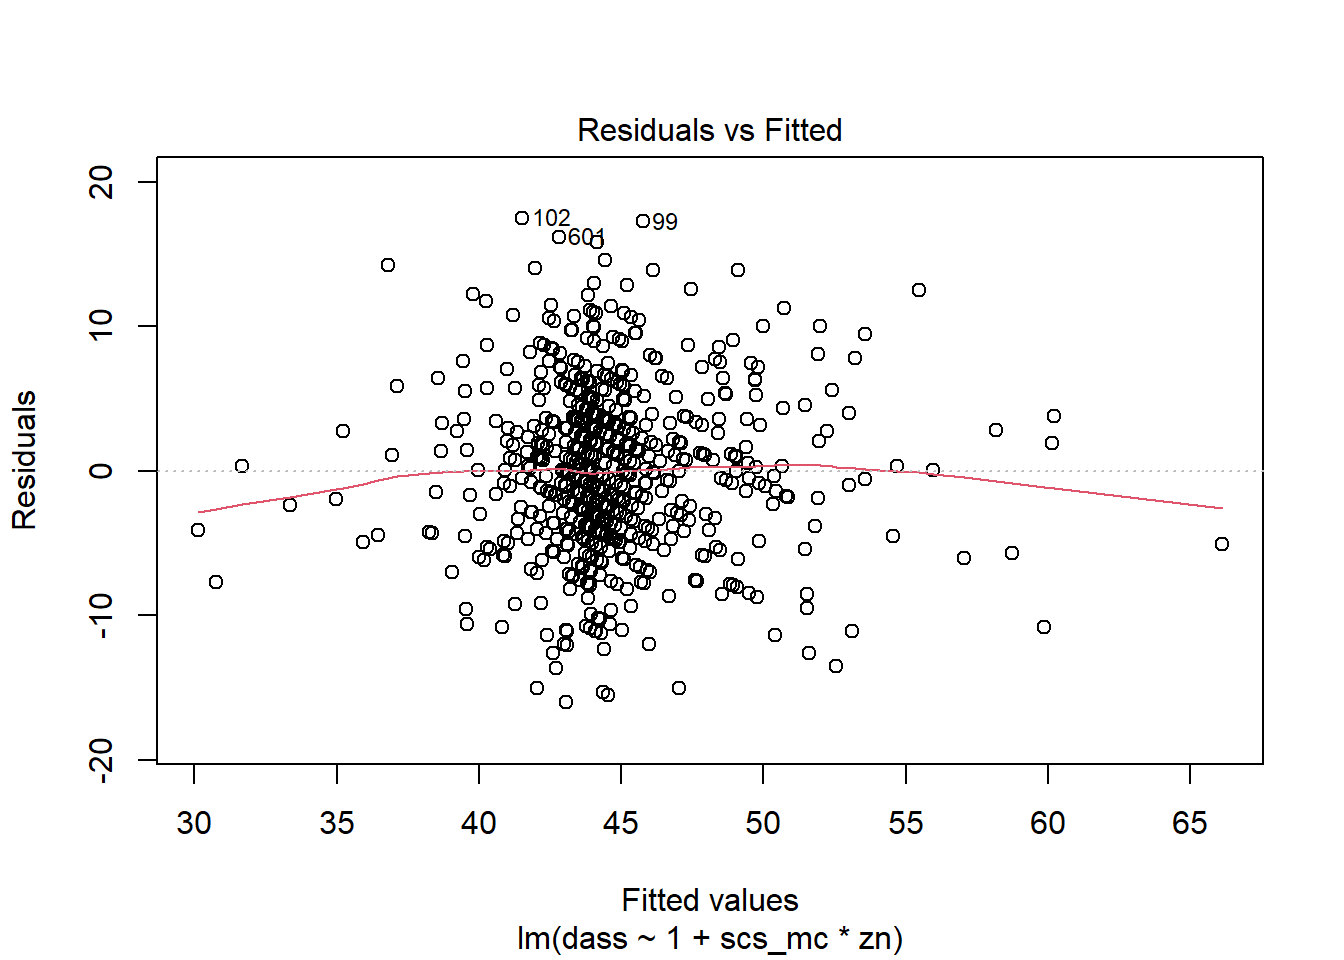 Residuals vs Fitted
Residuals
20
10
0
-10
-20
102
99
601
30 35 40 45 50 55 60 65
Fitted values
lm(dass ~ 1 + scs_mc * zn)